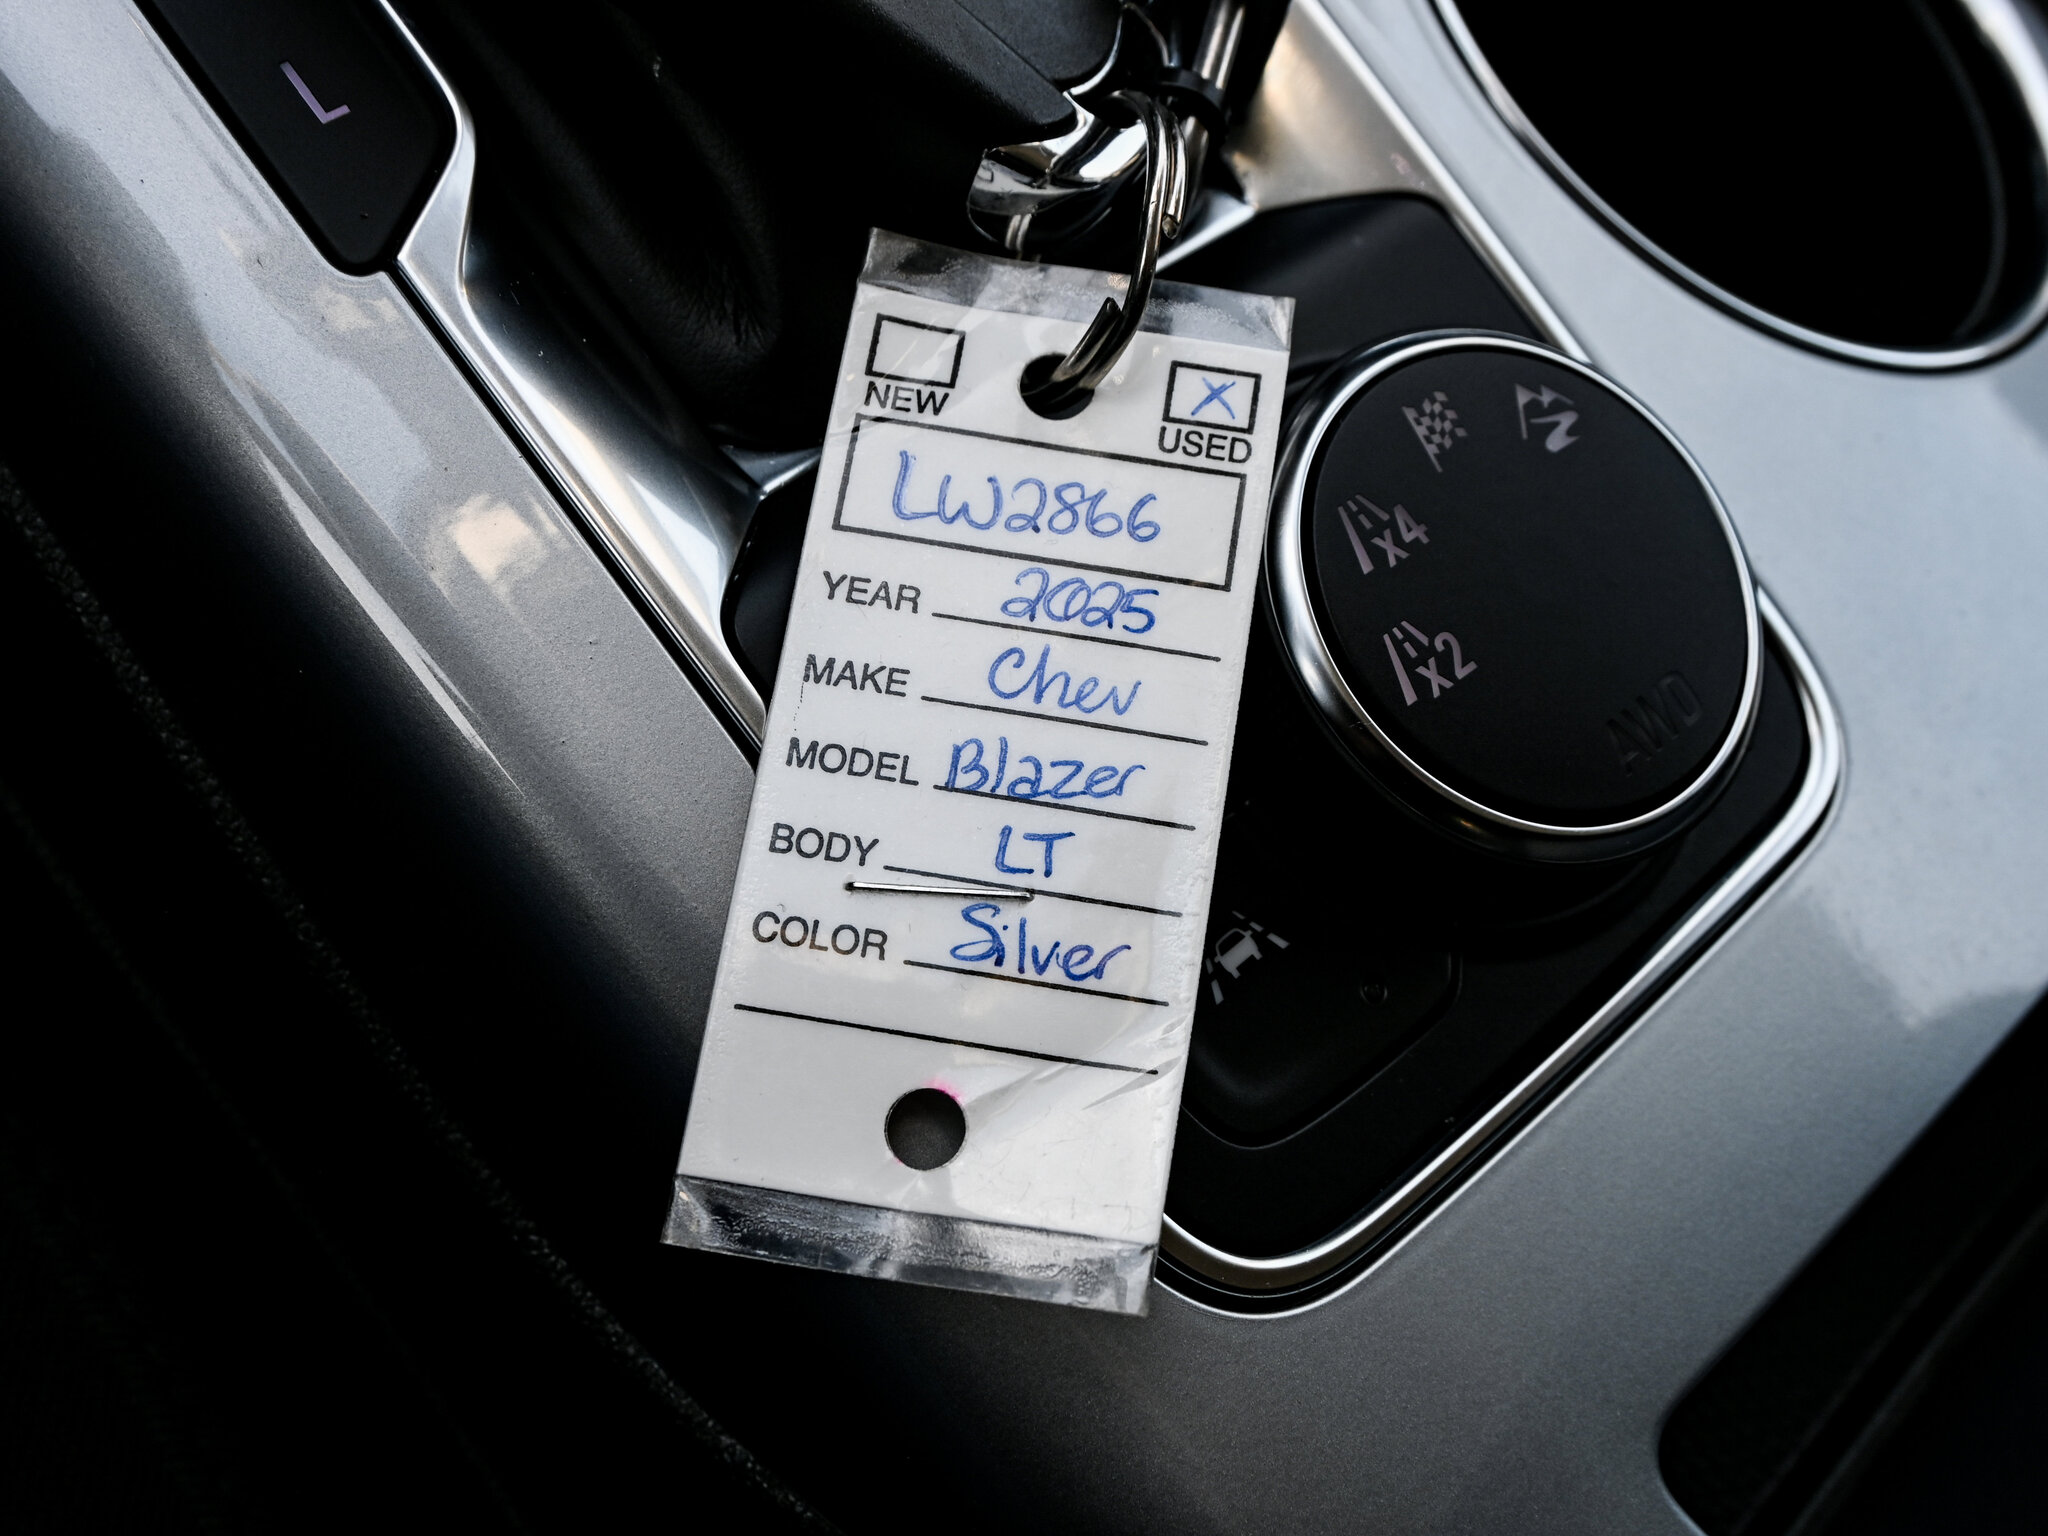 L
NEW
X
USED
LW2866
YEAR 2025
MAKE Chev
MODEL Blazer
BODY LT
COLOR Silver
X4
X2
AWD